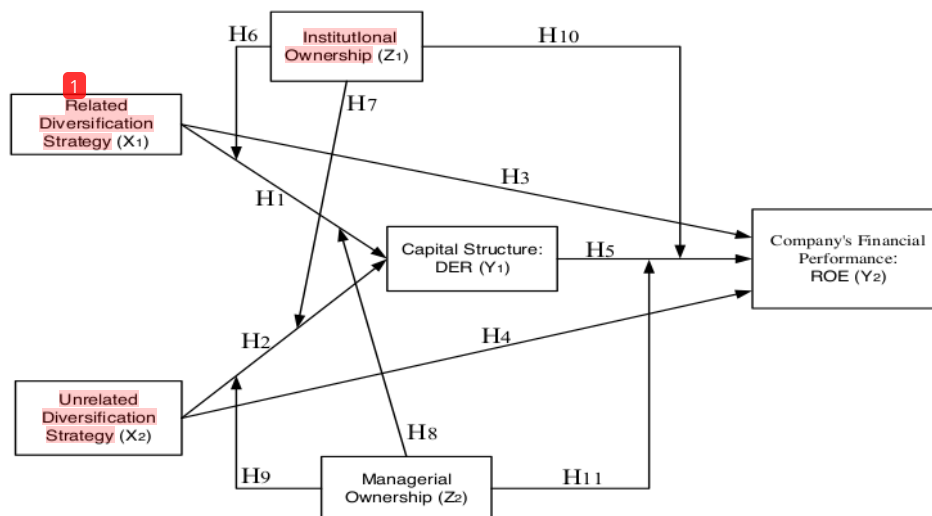 H6
Institutional
Ownership (Z1)
H10
1
Related
Diversification
Strategy (X1)
H7
H3
H1
Capital Structure:
DER (Y1)
H5
Company's Financial
Performance:
ROE (Y2)
H2
H4
Unrelated
Diversification
Strategy (X2)
H8
H9
Managerial
Ownership (Z2)
H11